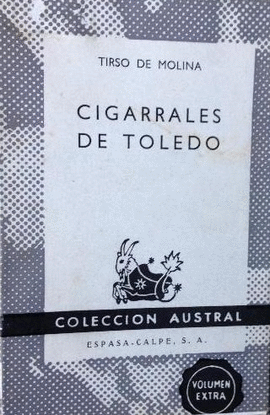 TIRSO DE MOLINA
CIGARRALES
DE TOLEDO
COLECCION AUSTRAL
ESPASA-CALPE, S. A.
VOLUMEN
EXTRA